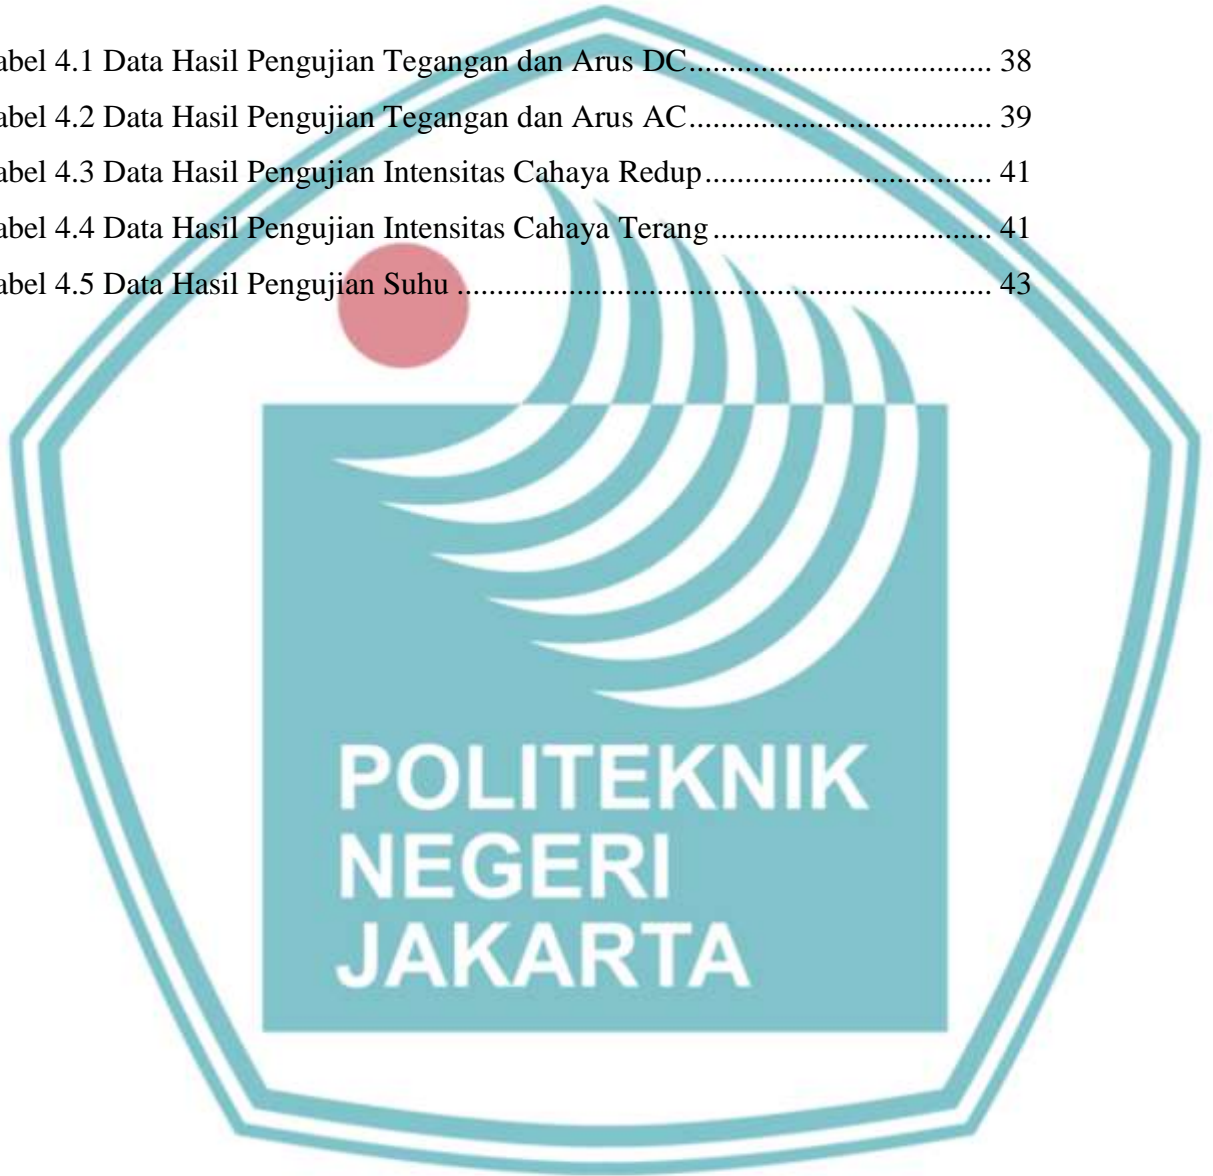 abel 4.1 Data Hasil Pengujian Tegangan dan Arus DC...................................... 38
abel 4.2 Data Hasil Pengujian Tegangan dan Arus AC...................................... 39
abel 4.3 Data Hasil Pengujian Intensitas Cahaya Redup.................................... 41
abel 4.4 Data Hasil Pengujian Intensitas Cahaya Terang................................... 41
abel 4.5 Data Hasil Pengujian Suhu ................................................................... 43
POLITEKNIK
NEGERI
JAKARTA